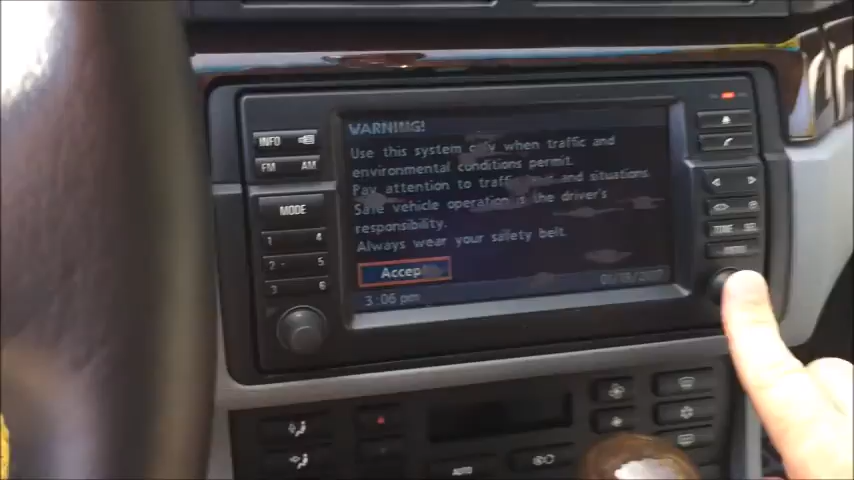 WARNING!
Use this system only when traffic and
environmental conditions permit.
Pay attention to traffic and situations
Safe vehicle operation is the driver's
responsibility.
Always wear your safety belt.
Accept
3:06 pm
INFO
FM AM
MODE
1 4
2 5
3 6
AUTO